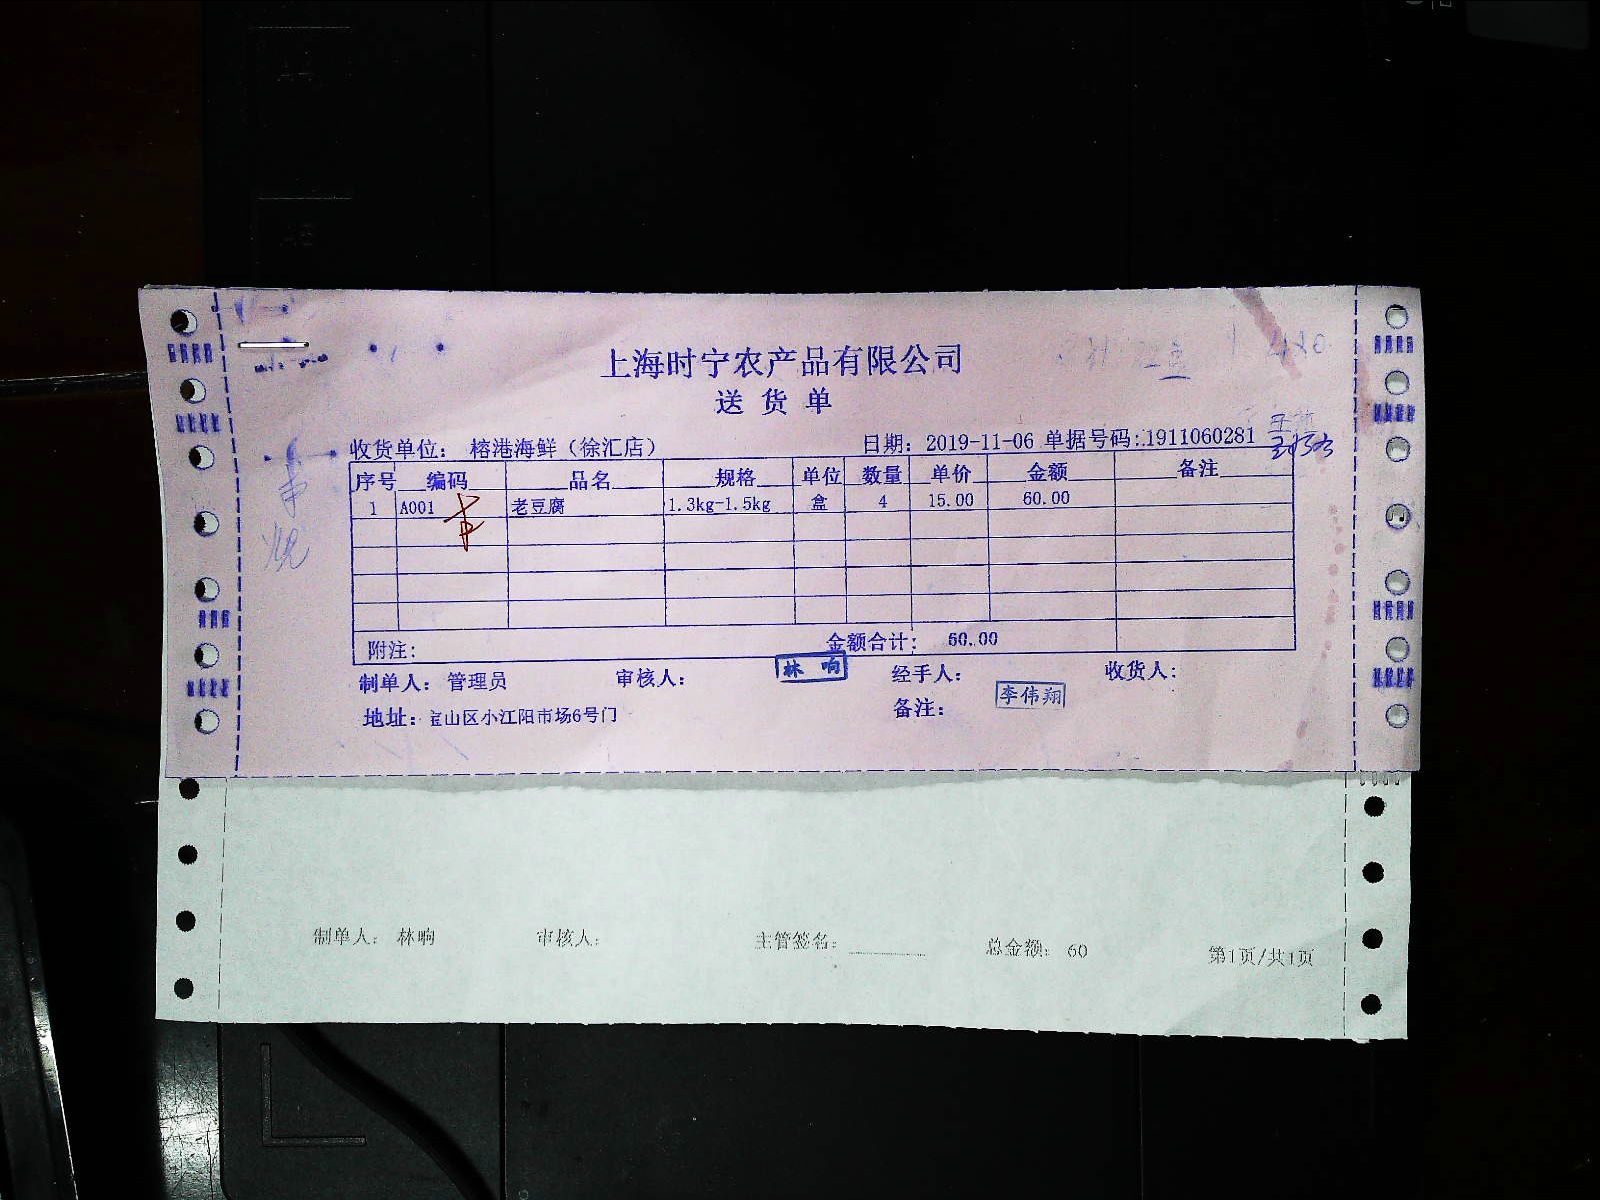 上海时宁农产品有限公司
送货单
收货单位: 榕港海鲜（徐汇店） 日期: 2019-11-06 单据号码:1911060281
序号 编码 品名 规格 单位 数量 单价 金额 备注
1 A001 老豆腐 1.3kg-1.5kg 盒 4 15.00 60.00
附注: 金额合计: 60.00
制单人: 管理员 审核人: 林响 经手人: 李伟翔 收货人:
地址: 宝山区小江阳市场6号门 备注:
制单人: 林响 审核人: 主管签名: 总金额: 60 第1页/共1页